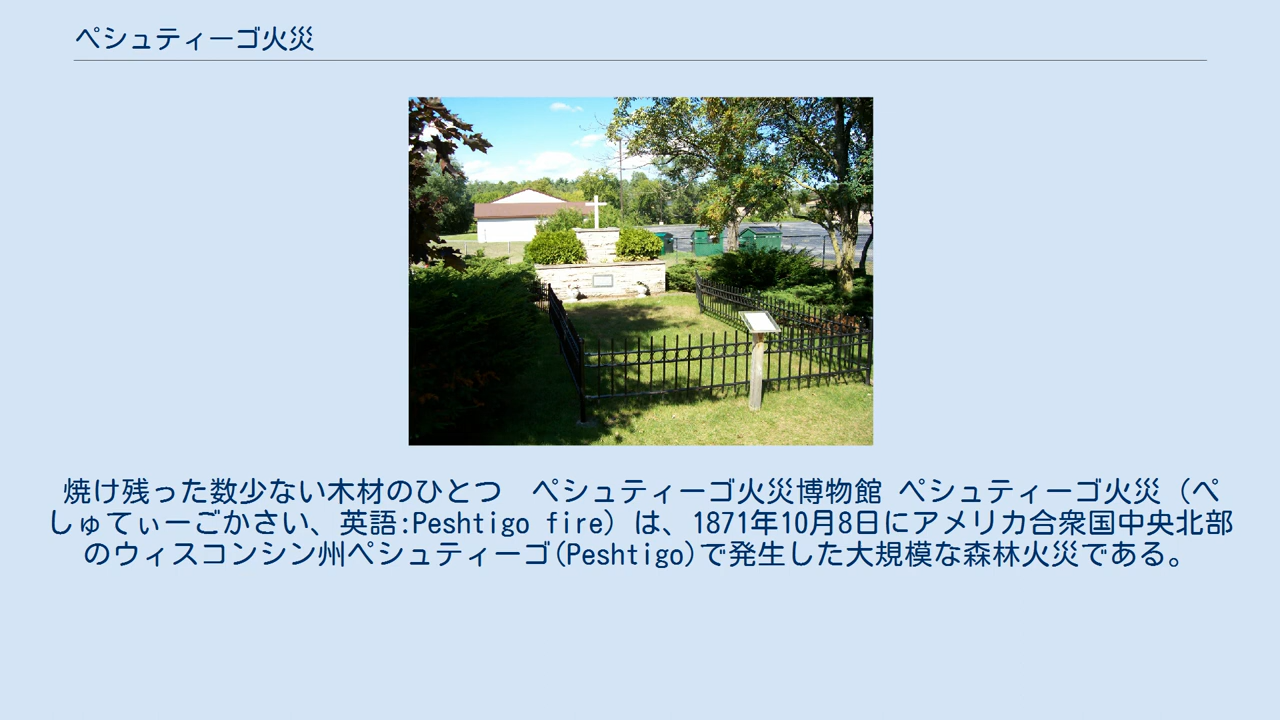 ペシュティーゴ火災
焼け残った数少ない木材のひとつ　ペシュティーゴ火災博物館 ペシュティーゴ火災（ペ
しゅてぃーごかさい、英語:Peshtigo fire）は、1871年10月8日にアメリカ合衆国中央北部
のウィスコンシン州ペシュティーゴ(Peshtigo)で発生した大規模な森林火災である。